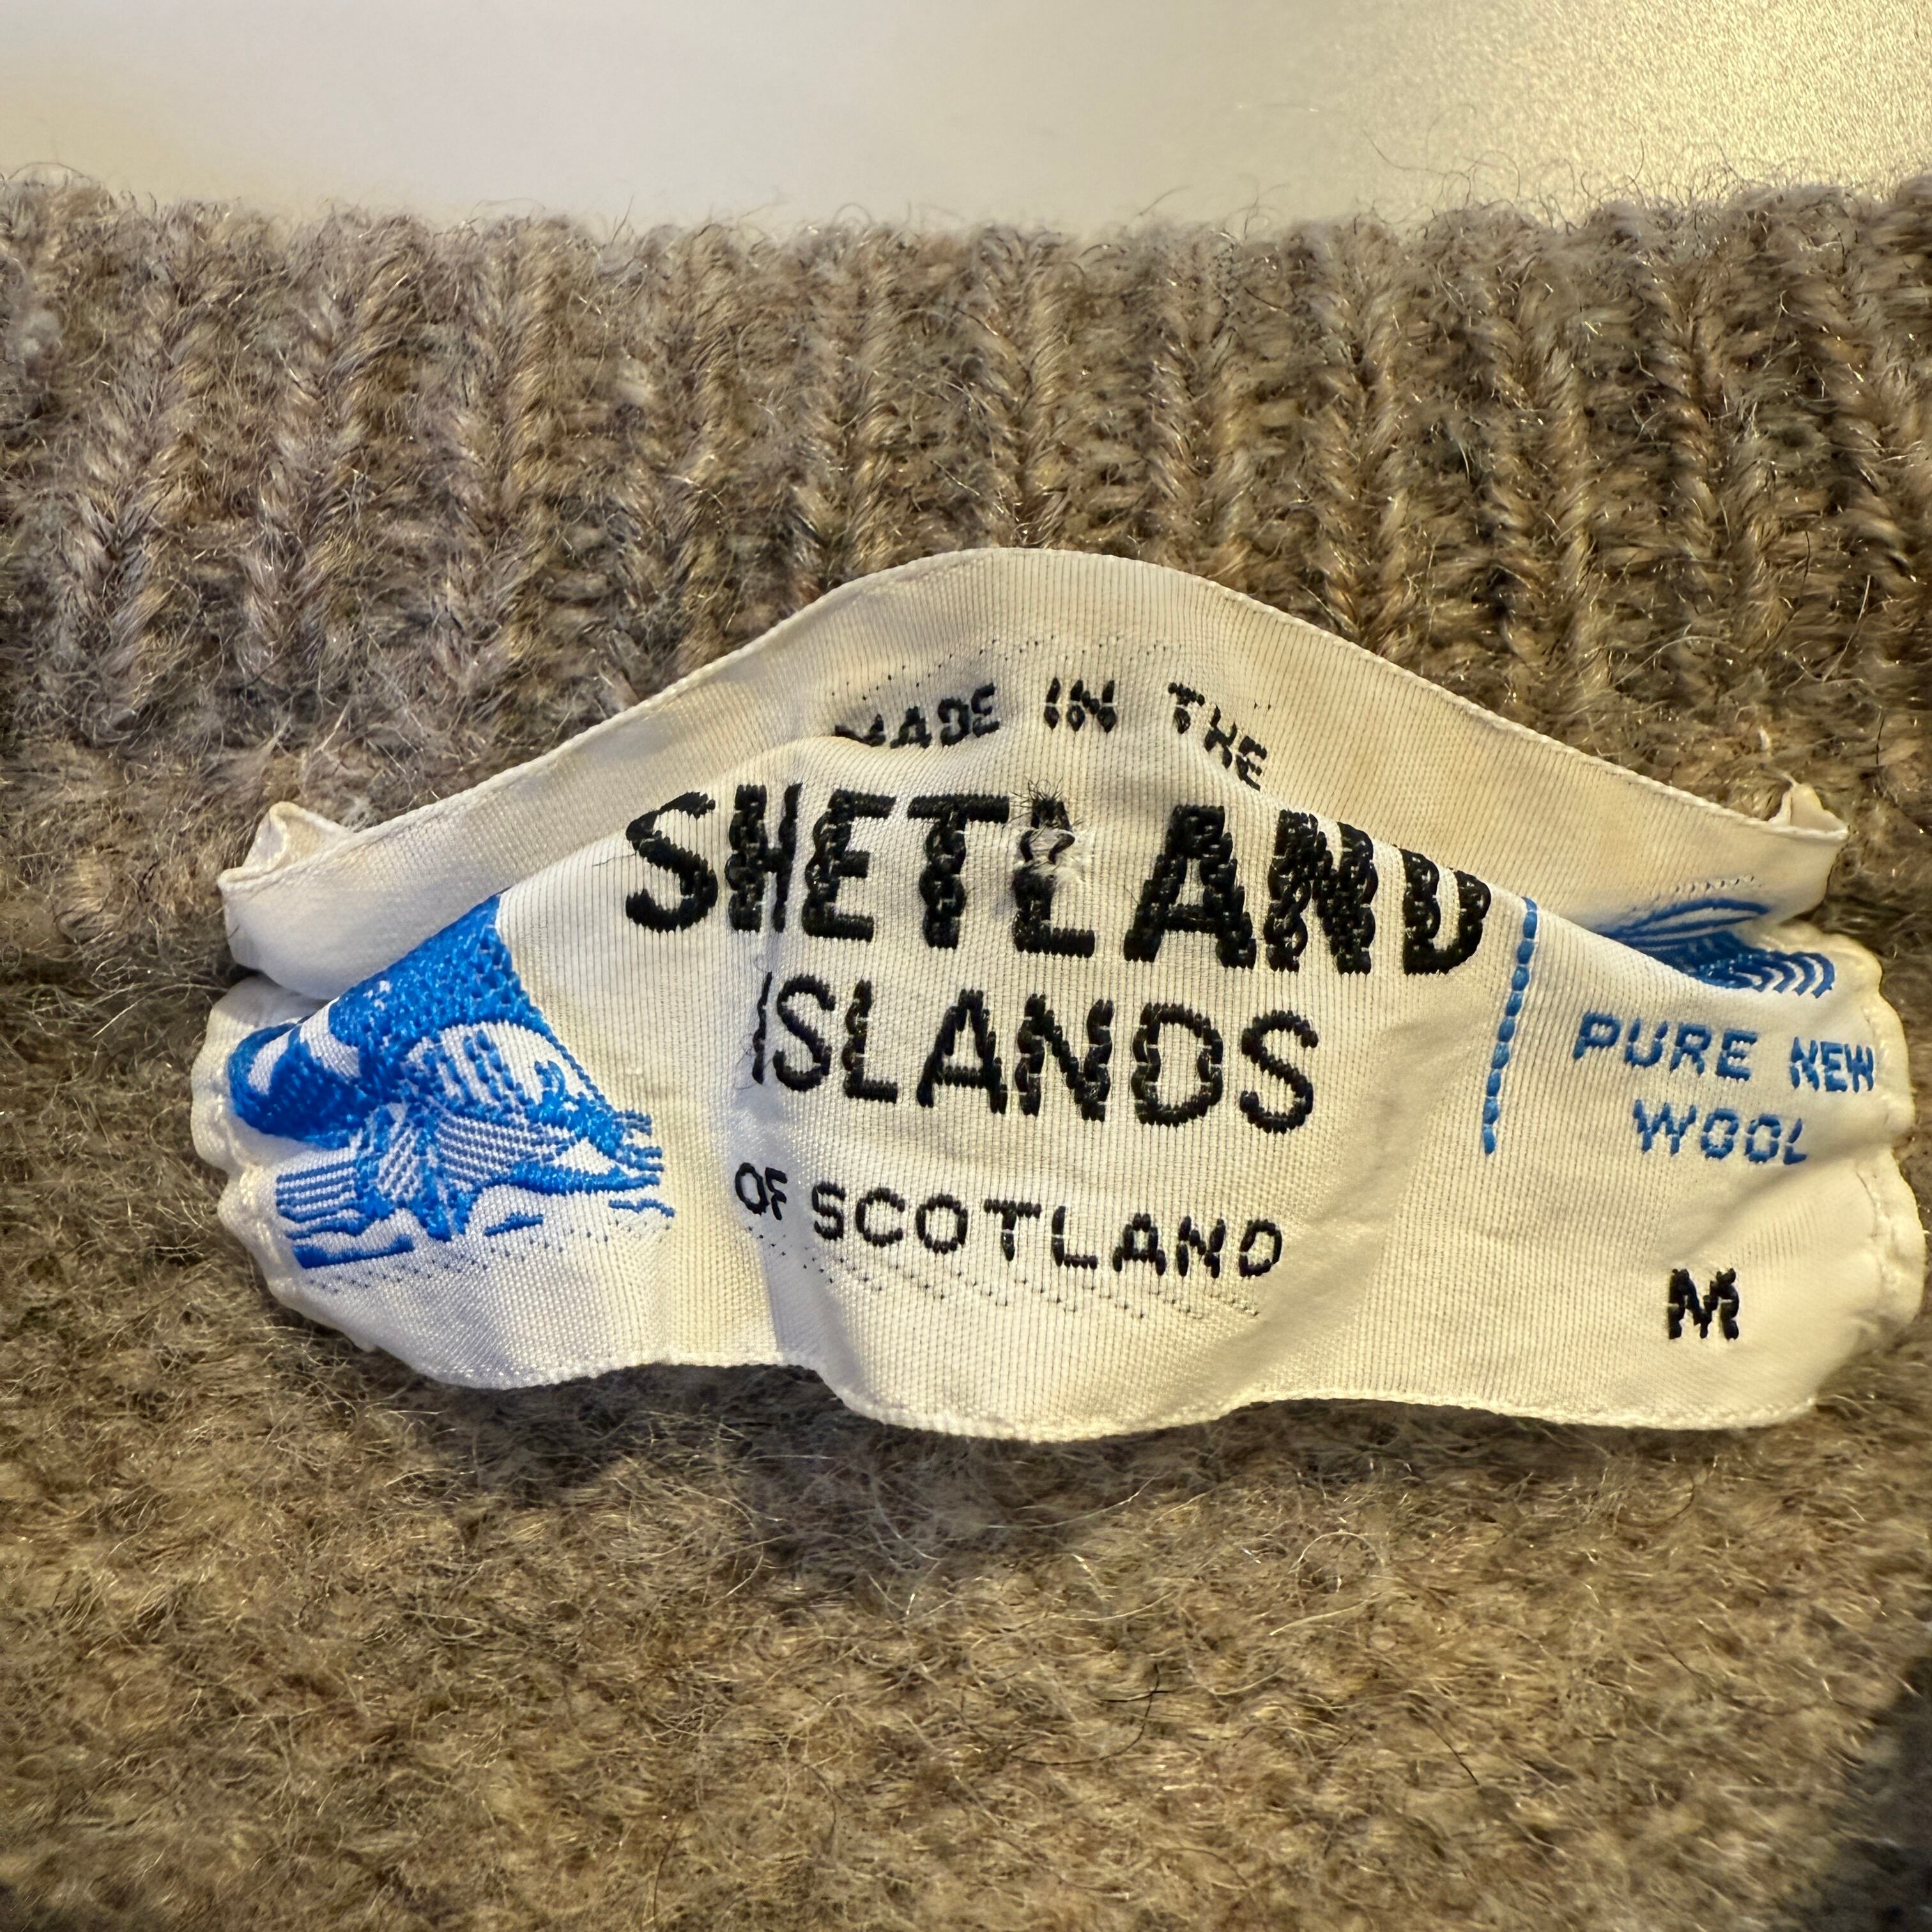 MADE IN THE
SHETLAND
ISLANDS
OF SCOTLAND
PURE NEW
WOOL
M